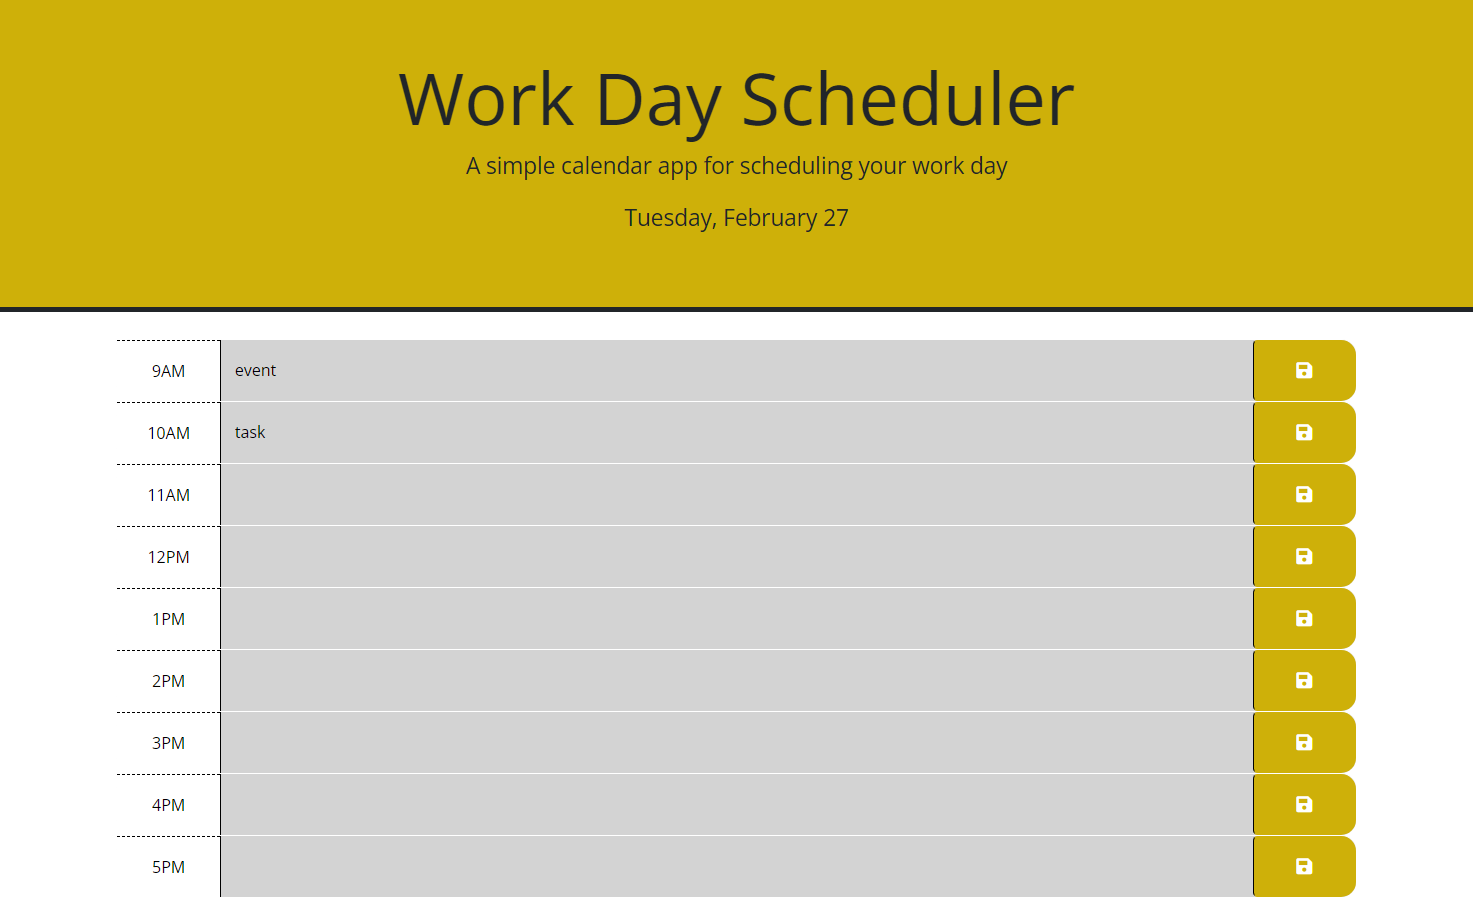 Work Day Scheduler
A simple calendar app for scheduling your work day
Tuesday, February 27
9AM event
10AM task
11AM
12PM
1PM
2PM
3PM
4PM
5PM